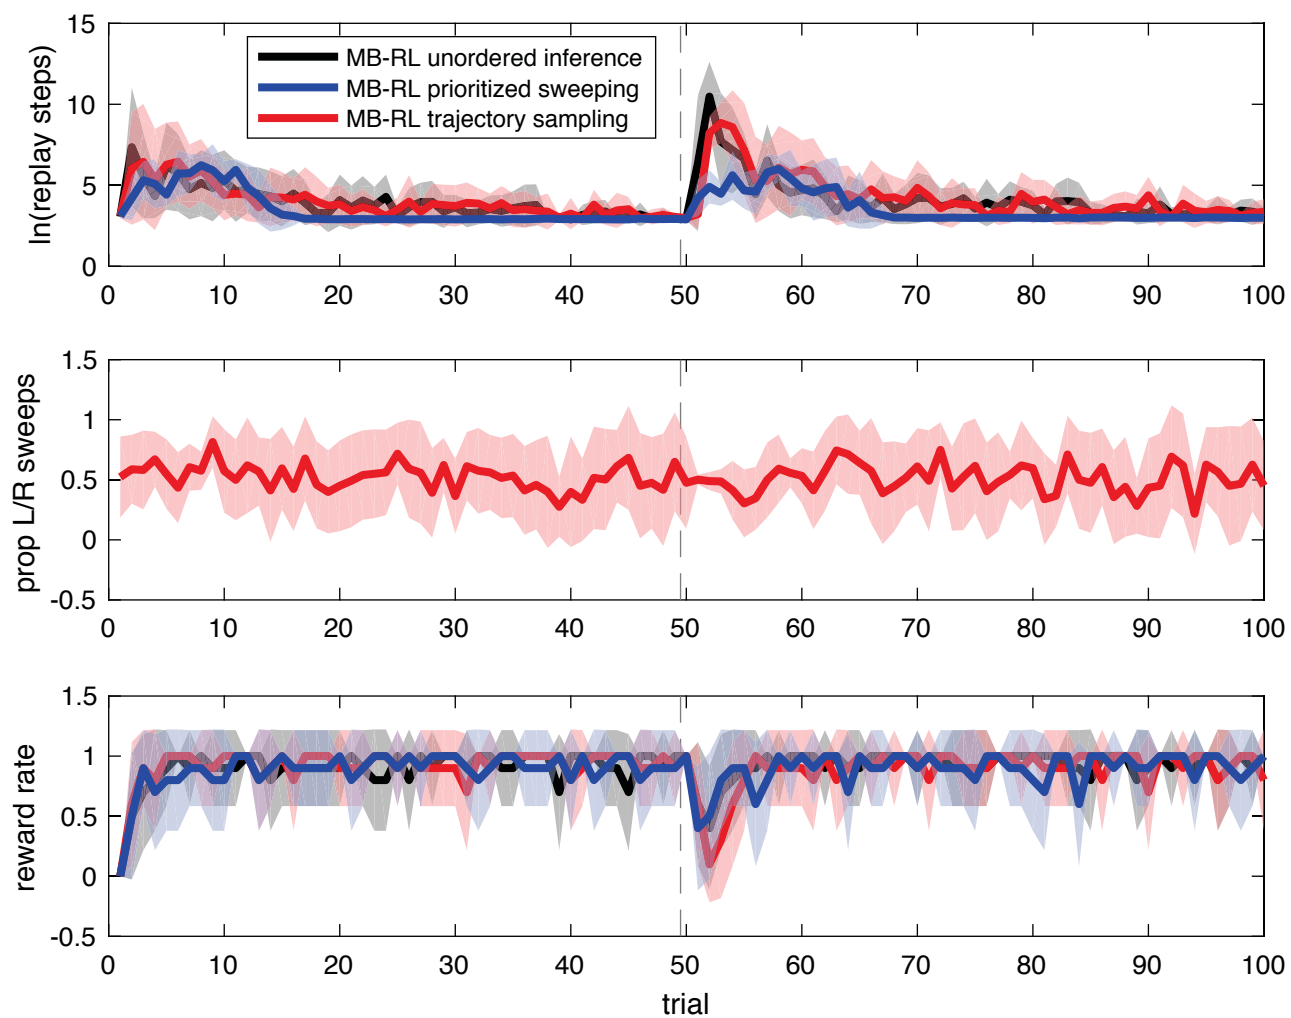 15
10
5
0
ln(replay steps)
MB-RL unordered inference
MB-RL prioritized sweeping
MB-RL trajectory sampling
0 10 20 30 40 50 60 70 80 90 100
1.5
1
0.5
0
-0.5
prop L/R sweeps
0 10 20 30 40 50 60 70 80 90 100
1.5
1
0.5
0
-0.5
reward rate
0 10 20 30 40 50 60 70 80 90 100
trial